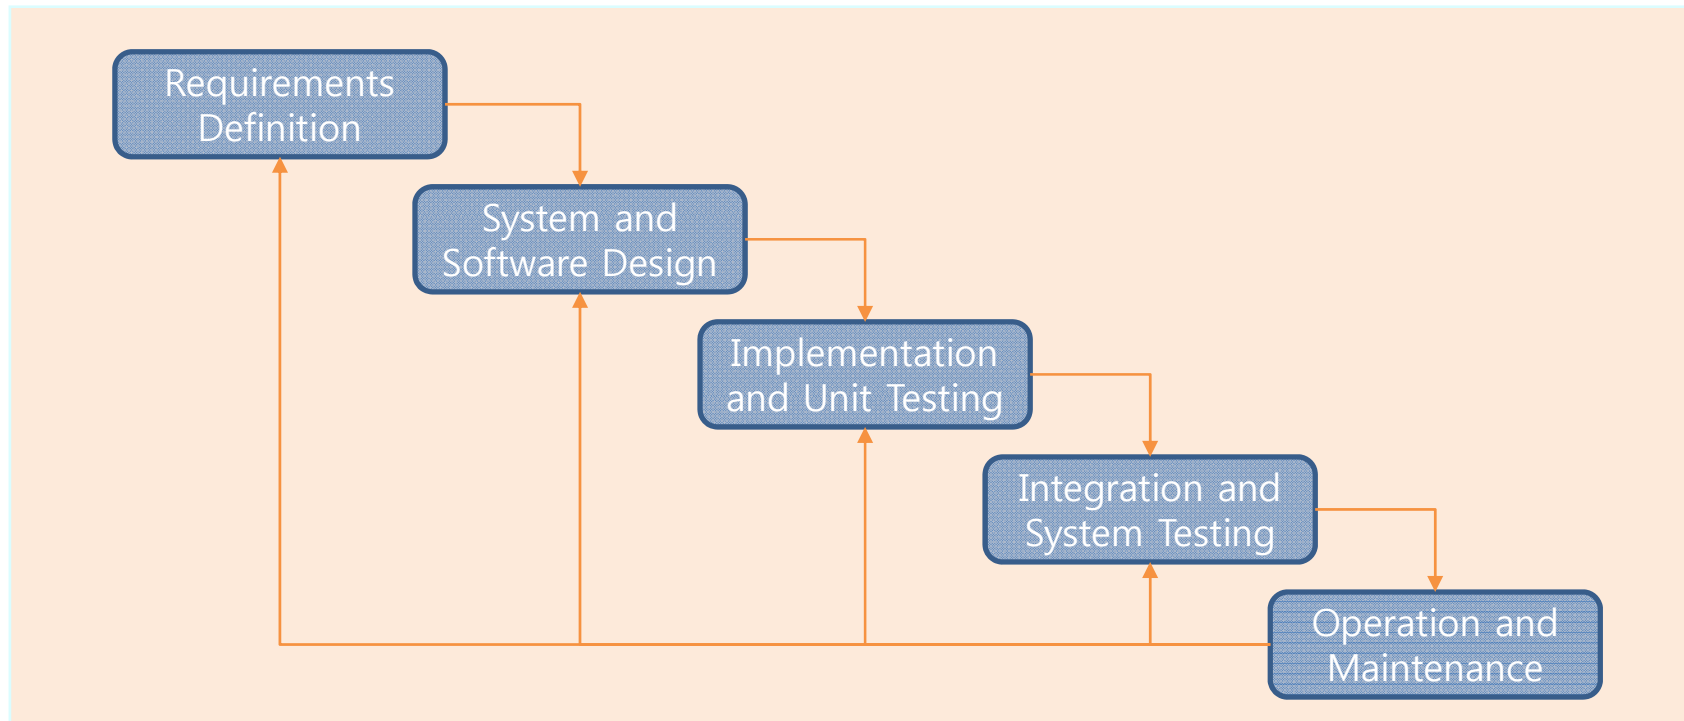 Requirements
Definition
System and
Software Design
Implementation
and Unit Testing
Integration and
System Testing
Operation and
Maintenance